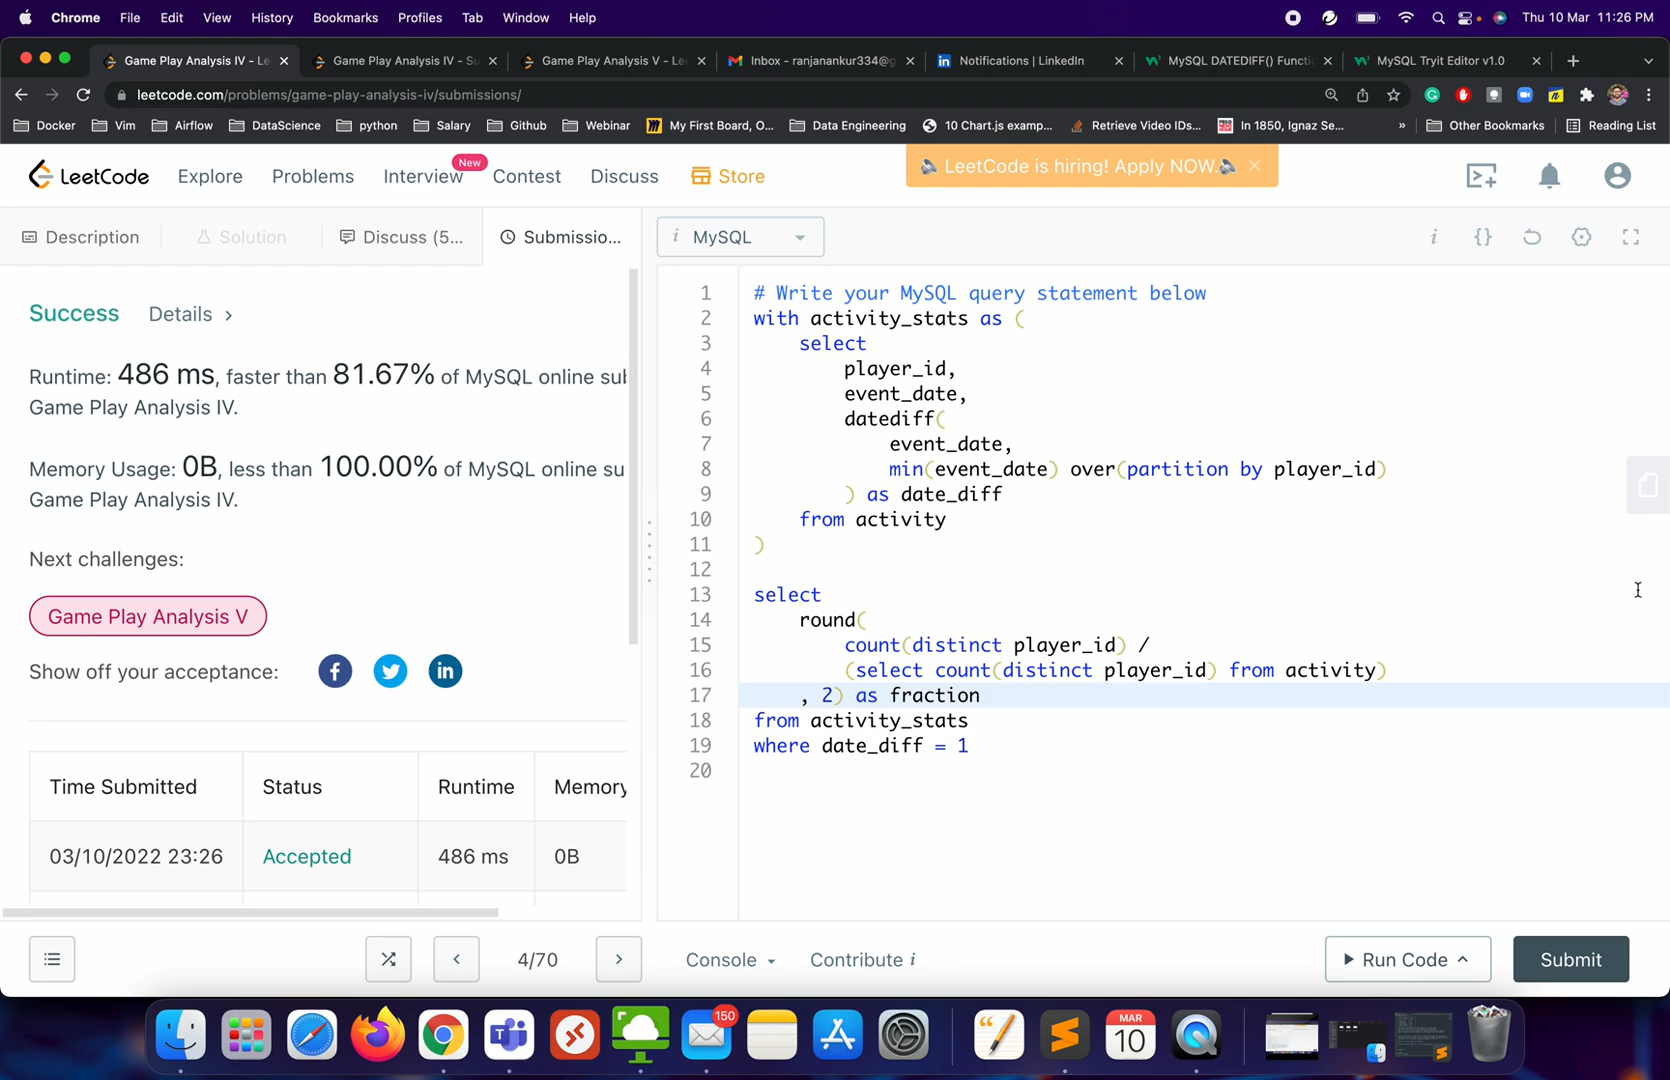 Chrome File Edit View History Bookmarks Profiles Tab Window Help Thu 10 Mar 11:26 PM
Game Play Analysis IV - Le Game Play Analysis IV - Su Game Play Analysis V - Lee Inbox - ranjanankur334@g Notifications | LinkedIn MySQL DATEDIFF() Functi MySQL Tryit Editor v1.0
leetcode.com/problems/game-play-analysis-iv/submissions/
Docker Vim Airflow DataScience python Salary Github Webinar My First Board, O... Data Engineering 10 Chart.js examp... Retrieve Video IDs... In 1850, Ignaz Se... » Other Bookmarks Reading List
LeetCode Explore Problems Interview New Contest Discuss Store LeetCode is hiring! Apply NOW.
Description Solution Discuss (5... Submissio... i MySQL
Success Details >
Runtime: 486 ms, faster than 81.67% of MySQL online sub
Game Play Analysis IV.
Memory Usage: 0B, less than 100.00% of MySQL online su
Game Play Analysis IV.
Next challenges:
Game Play Analysis V
Show off your acceptance:
Time Submitted Status Runtime Memory
03/10/2022 23:26 Accepted 486 ms 0B
1 # Write your MySQL query statement below
2 with activity_stats as (
3 select
4 player_id,
5 event_date,
6 datediff(
7 event_date,
8 min(event_date) over(partition by player_id)
9 ) as date_diff
10 from activity
11 )
12
13 select
14 round(
15 count(distinct player_id) /
16 (select count(distinct player_id) from activity)
17 , 2) as fraction
18 from activity_stats
19 where date_diff = 1
20
4/70 Console Contribute i Run Code Submit
150
MAR
10